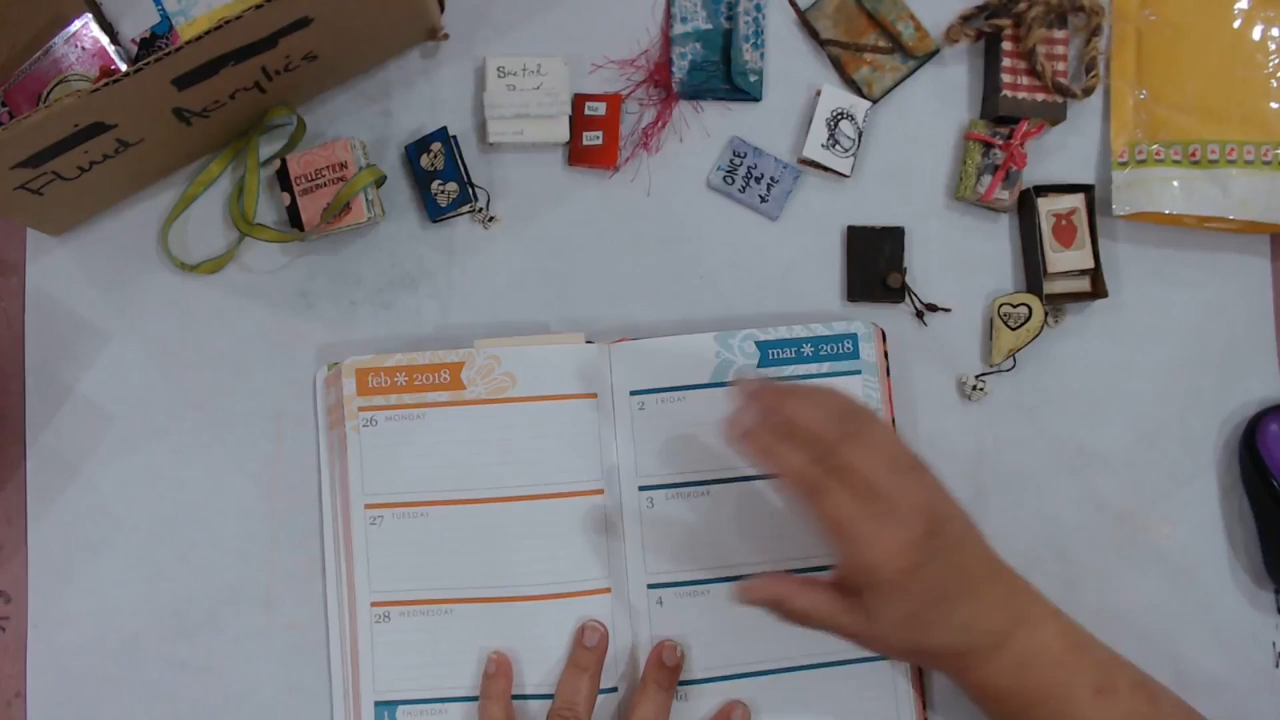 Fluid Acrylics
COLLECTION
OBSERVATIONS
Sketch
ONCE
upon
a
time...
feb * 2018
26 MONDAY
27 TUESDAY
28 WEDNESDAY
1 THURSDAY
mar * 2018
2 FRIDAY
3 SATURDAY
4 SUNDAY